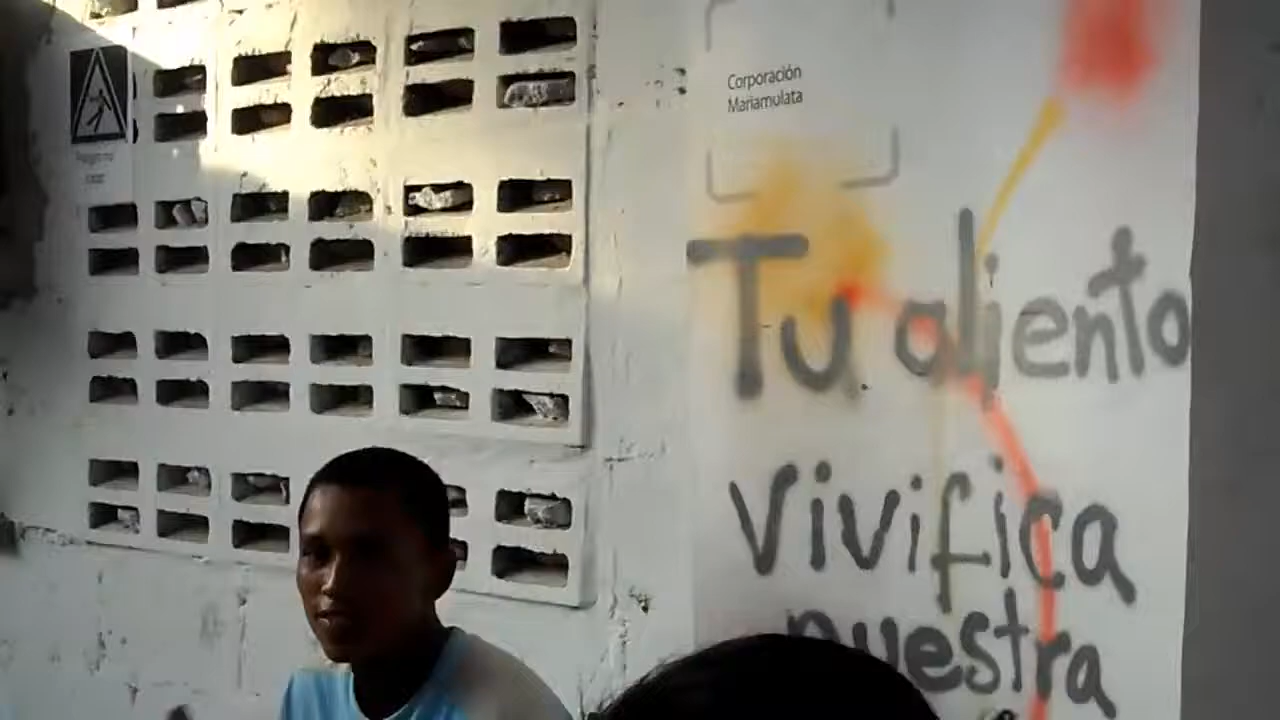 Corporación
Mariamulata
Tu aliento
Vivifica
nuestra